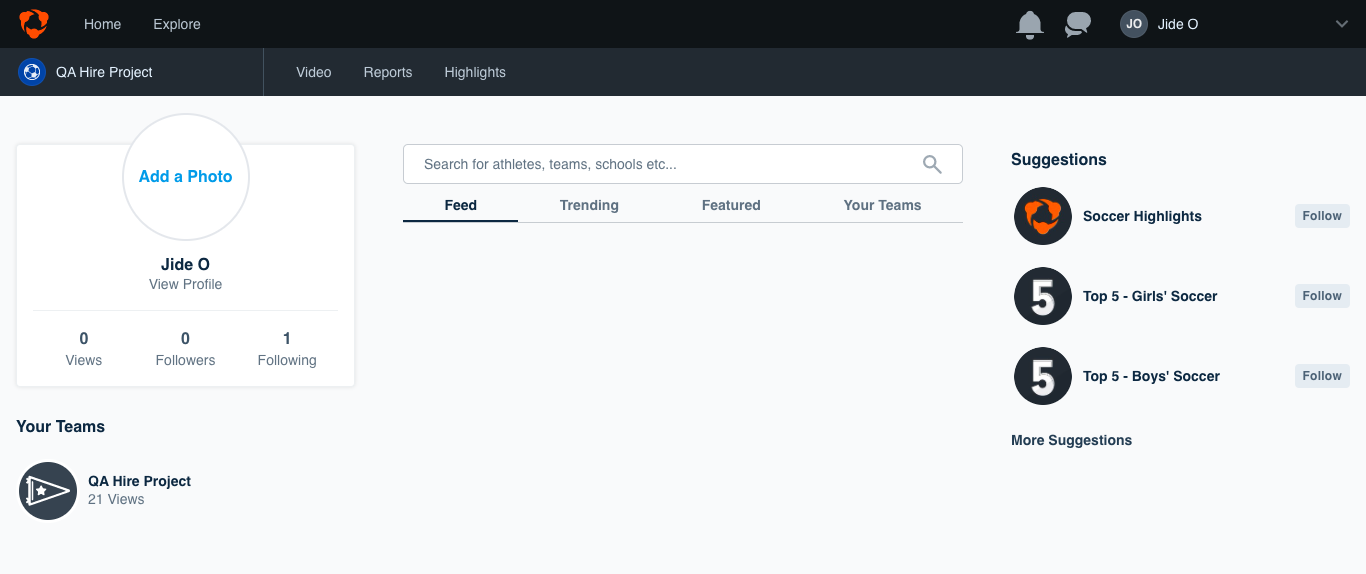 Home Explore JO Jide O
QA Hire Project Video Reports Highlights
Add a Photo
Jide O
View Profile
0 0 1
Views Followers Following
Your Teams
QA Hire Project
21 Views
Search for athletes, teams, schools etc...
Feed Trending Featured Your Teams
Suggestions
Soccer Highlights Follow
5 Top 5 - Girls' Soccer Follow
5 Top 5 - Boys' Soccer Follow
More Suggestions